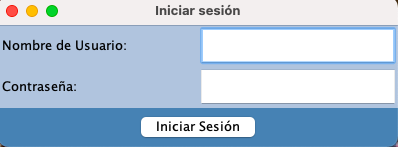 Iniciar sesión
Nombre de Usuario:
Contraseña:
Iniciar Sesión